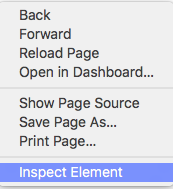 Back
Forward
Reload Page
Open in Dashboard...
Show Page Source
Save Page As...
Print Page...
Inspect Element